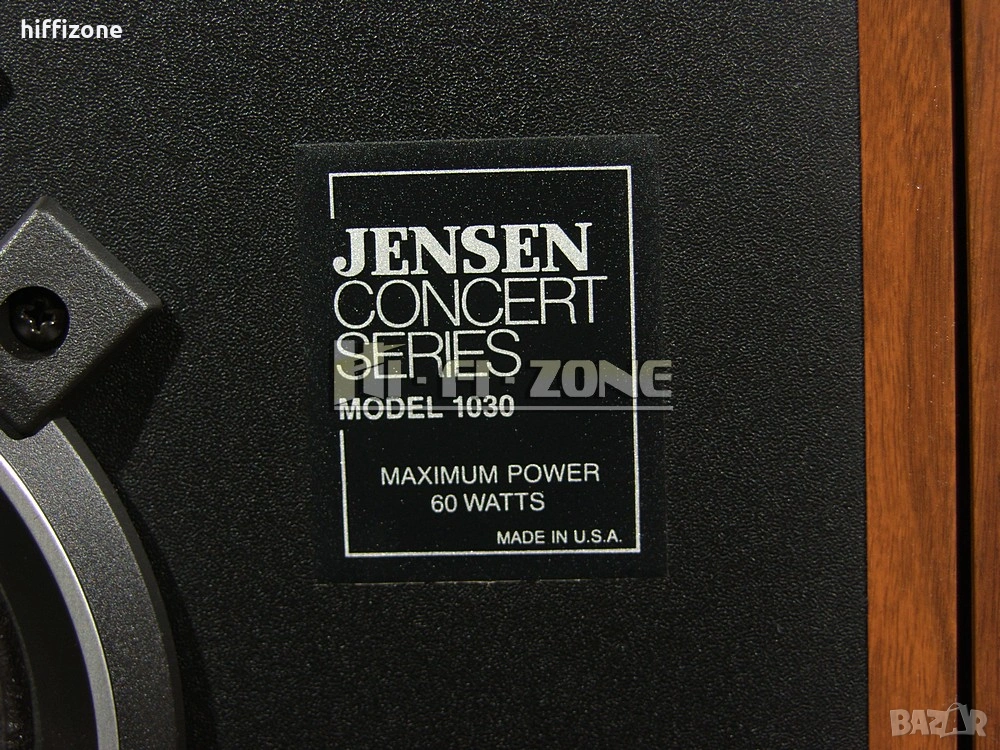 hiffizone
JENSEN
CONCERT
SERIES
HI-FI-ZONE
MODEL 1030
MAXIMUM POWER
60 WATTS
MADE IN U.S.A.
BAZAR